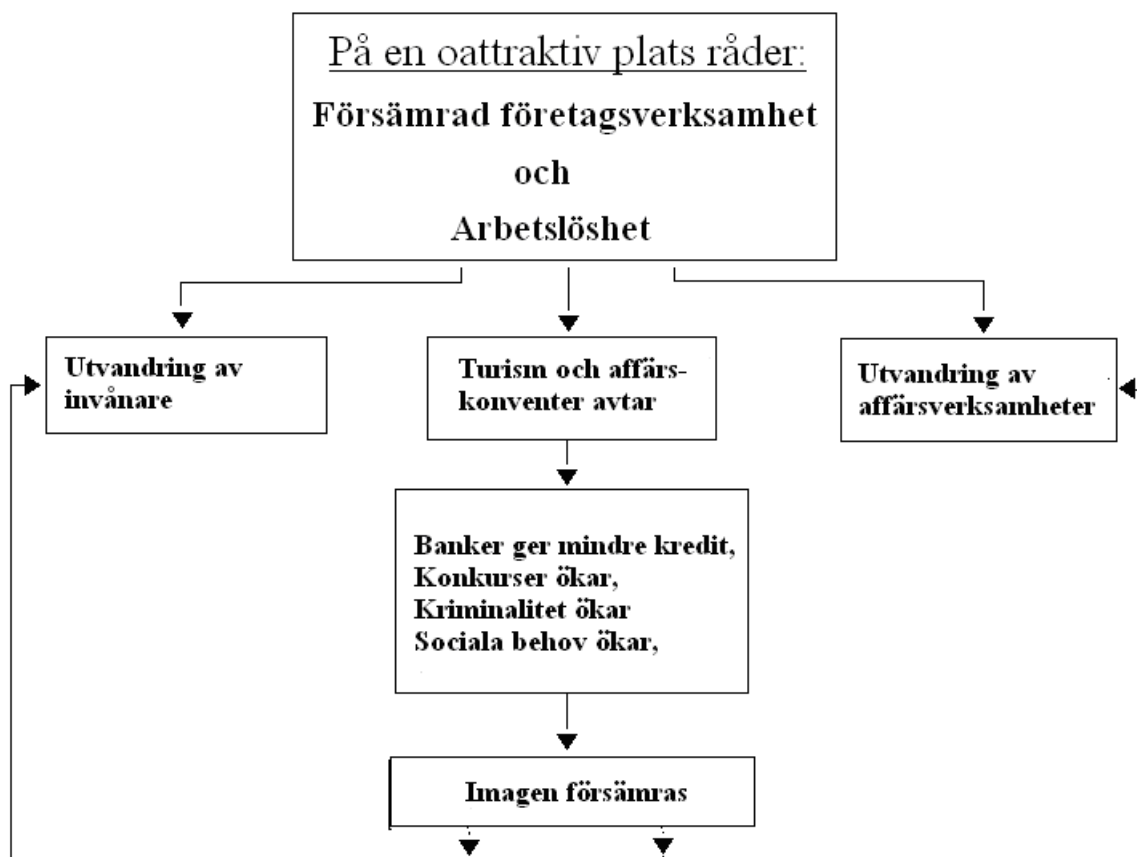 På en oattraktiv plats råder:
Försämrad företagsverksamhet
och
Arbetslöshet
Utvandring av
invånare
Turism och affärs-
konventer avtar
Utvandring av
affärsverksamheter
Banker ger mindre kredit,
Konkurser ökar,
Kriminalitet ökar
Sociala behov ökar,
Imagen försämras